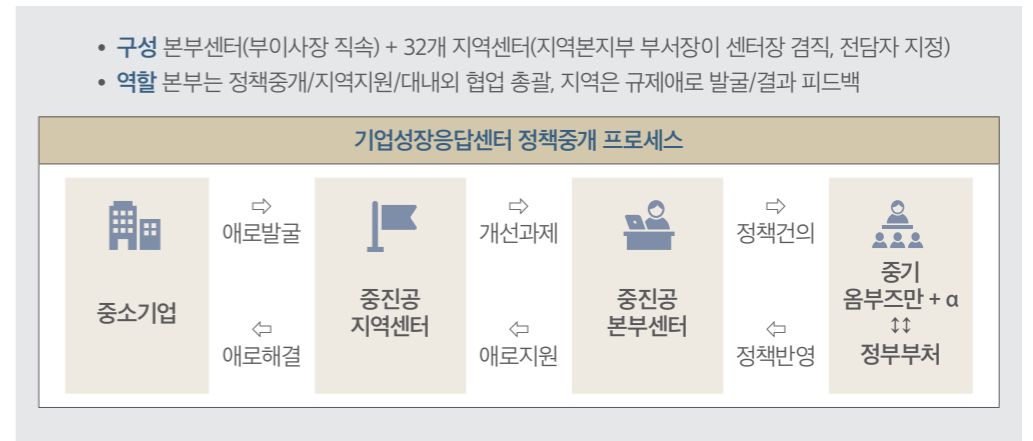 • 구성 본부센터(부이사장 직속) + 32개 지역센터(지역본지부 부서장이 센터장 겸직, 전담자 지정)
• 역할 본부는 정책중개/지역지원/대내외 협업 총괄, 지역은 규제애로 발굴/결과 피드백
기업성장응답센터 정책중개 프로세스
중소기업
⇨
애로발굴
⇦
애로해결
중진공
지역센터
⇨
개선과제
⇦
애로지원
중진공
본부센터
⇨
정책건의
⇦
정책반영
중기
옴부즈만 + α
↕↕
정부부처